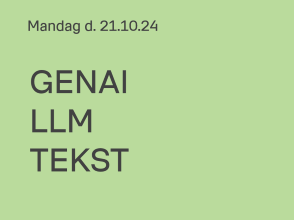 Mandag d. 21.10.24
GENAI
LLM
TEKST